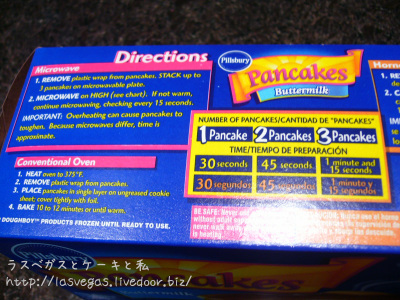 Directions
Microwave
1. REMOVE plastic wrap from pancakes. STACK up to
3 pancakes on microwavable plate.
2. MICROWAVE on HIGH (see chart). If not warm,
continue microwaving, checking every 15 seconds.
IMPORTANT: Overheating can cause pancakes to
toughen. Because microwaves differ, time is
approximate.
Conventional Oven
1. HEAT oven to 375°F.
2. REMOVE plastic wrap from pancakes.
3. PLACE pancakes in single layer on ungreased cookie
sheet; cover tightly with foil.
4. BAKE 10 to 12 minutes or until warm.
DOUGHBOY PRODUCTS FROZEN UNTIL READY TO USE.
Pillsbury
Pancakes
Buttermilk
NUMBER OF PANCAKES/CANTIDAD DE "PANCAKES"
1 Pancake 2 Pancakes 3 Pancakes
TIME/TIEMPO DE PREPARACIÓN
30 seconds 45 seconds 1 minute and
15 seconds
30 segundos 45 segundos 1 minuto y
15 segundos
BE SAFE: Never
Horno
1. RE
2. M
ラスベガスとケーキと私
http://lasvegas.livedoor.biz/